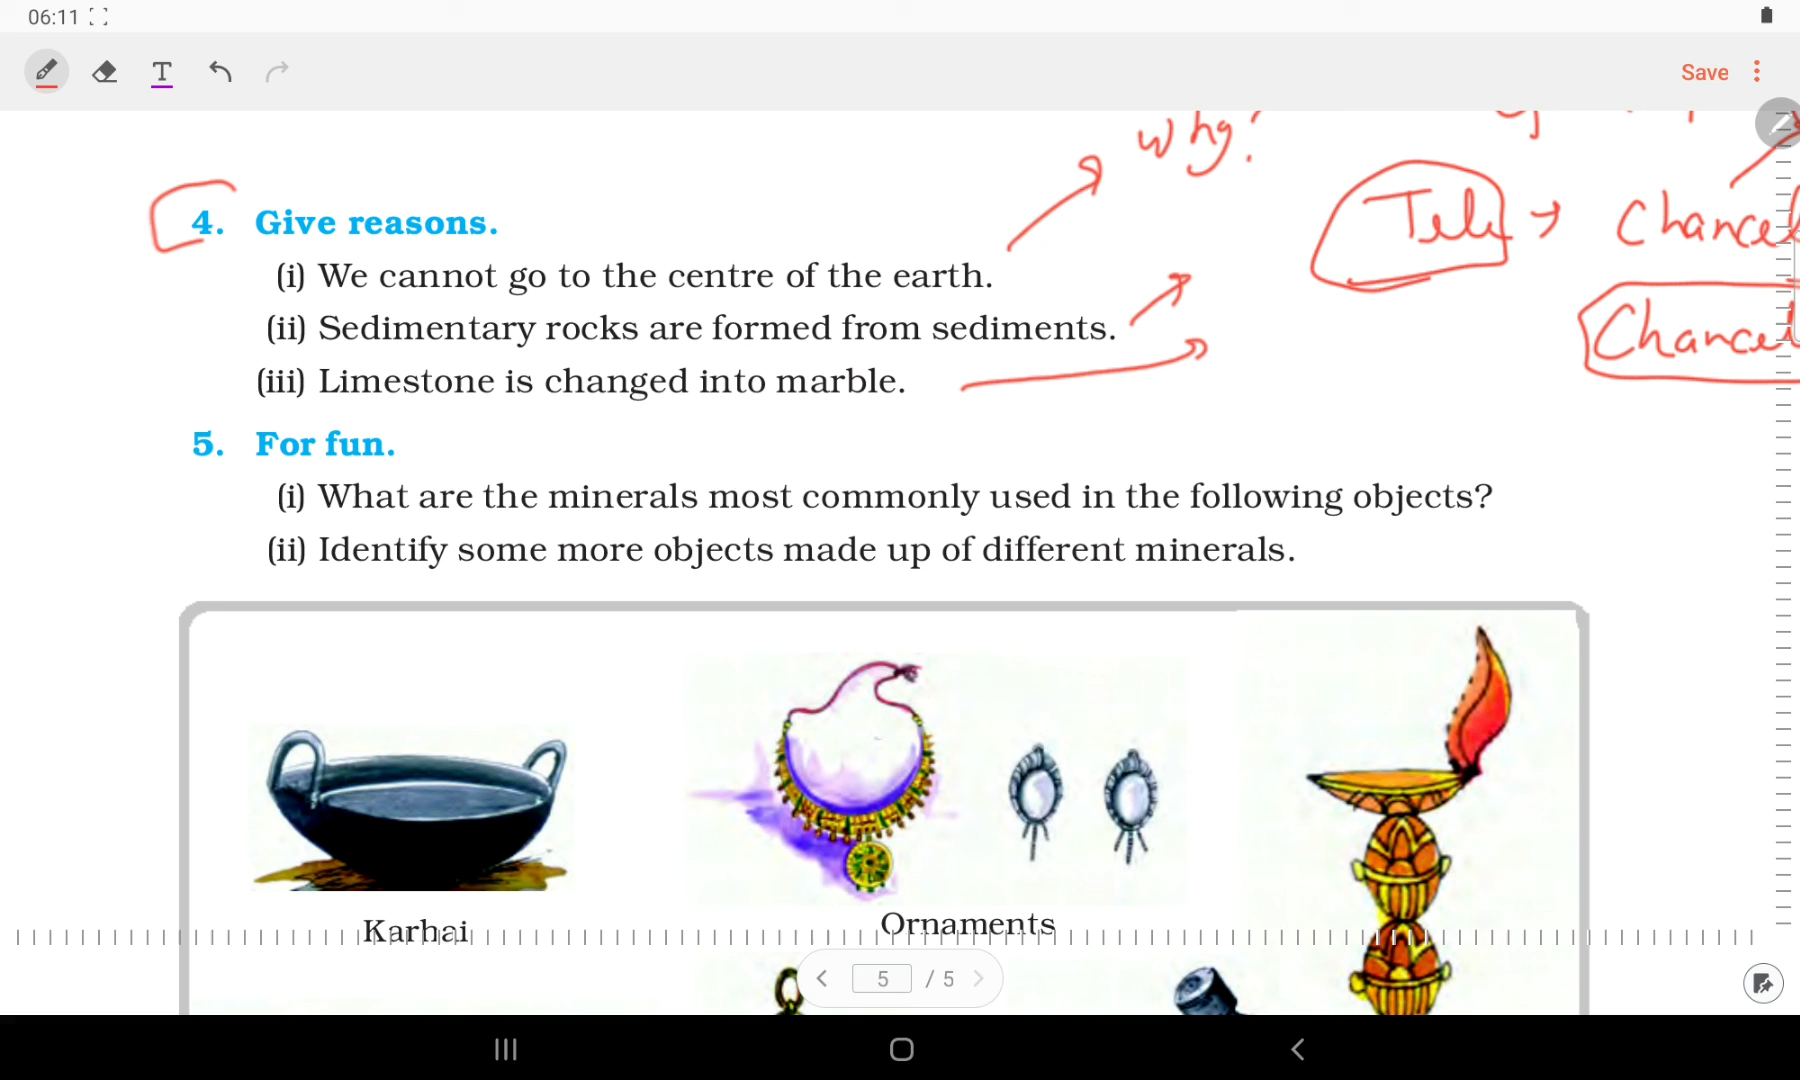 06:11
T
Save
Why?
Tele → Chancel
Chancel
4. Give reasons.
(i) We cannot go to the centre of the earth.
(ii) Sedimentary rocks are formed from sediments.
(iii) Limestone is changed into marble.
5. For fun.
(i) What are the minerals most commonly used in the following objects?
(ii) Identify some more objects made up of different minerals.
Karhai
Ornaments
5 / 5